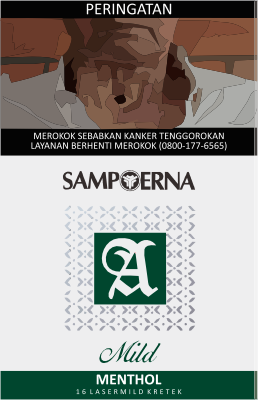 PERINGATAN
MEROKOK SEBABKAN KANKER TENGGOROKAN
LAYANAN BERHENTI MEROKOK (0800-177-6565)
SAMPOERNA
A
Mild
MENTHOL
16 LASERMILD KRETEK